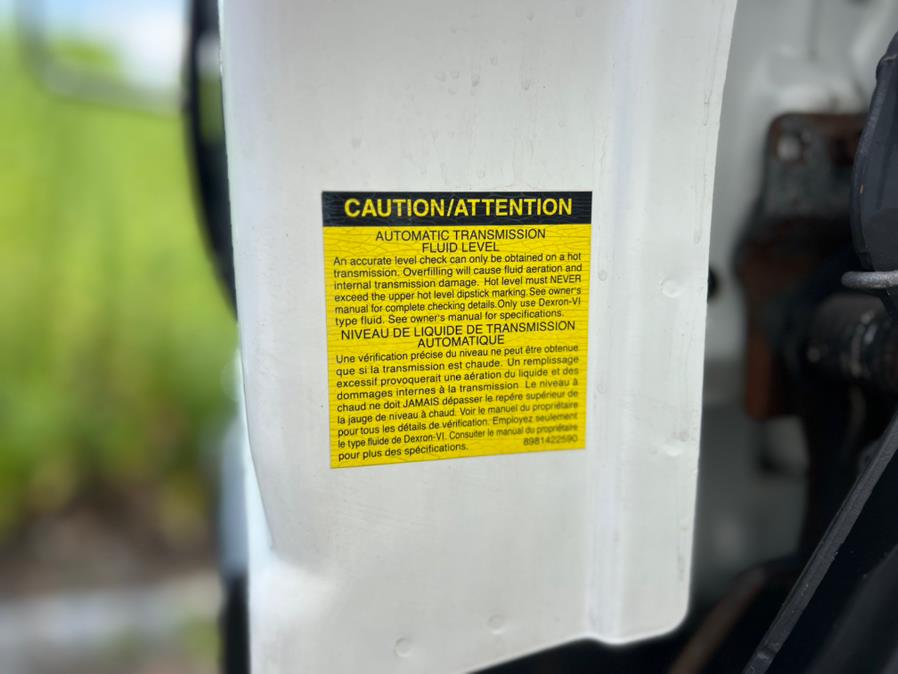 CAUTION/ATTENTION
AUTOMATIC TRANSMISSION
FLUID LEVEL
An accurate level check can only be obtained on a hot
transmission. Overfilling will cause fluid aeration and
internal transmission damage. Hot level must NEVER
exceed the upper hot level dipstick marking. See owner's
manual for complete checking details. Only use Dexron-VI
type fluid. See owner's manual for specifications.
NIVEAU DE LIQUIDE DE TRANSMISSION
AUTOMATIQUE
Une vérification précise du niveau ne peut être obtenue
que si la transmission est chaude. Un remplissage
excessif provoquerait une aération du liquide et des
dommages internes à la transmission. Le niveau à
chaud ne doit JAMAIS dépasser le repére supérieur de
la jauge de niveau à chaud. Voir le manuel du propriétaire
pour tous les détails de vérification. Employez seulement
le type fluide de Dexron-VI. Consulter le manuel du propriétaire
pour plus des spécifications. 8981422590